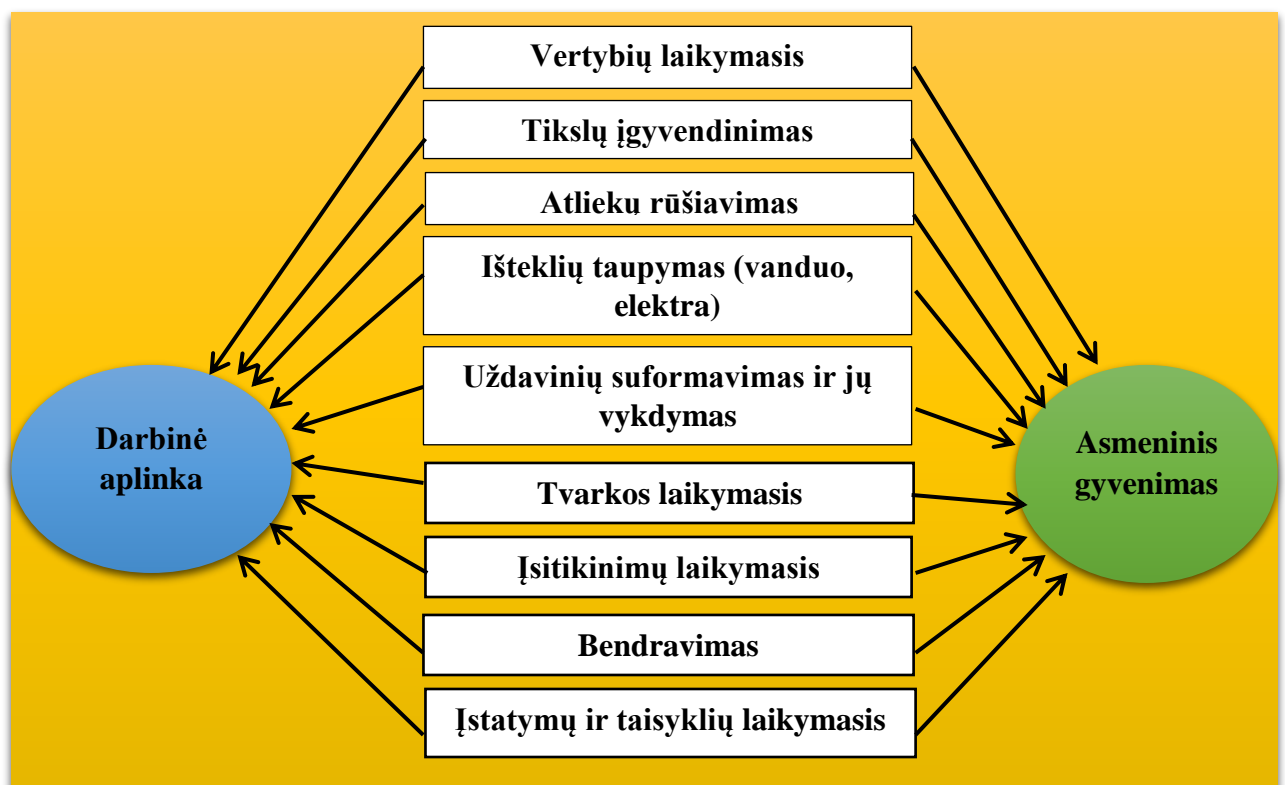 Vertybių laikymasis
Tikslų įgyvendinimas
Atliekų rūšiavimas
Išteklių taupymas (vanduo,
elektra)
Uždavinių suformavimas ir jų
vykdymas
Darbinė
aplinka
Asmeninis
gyvenimas
Tvarkos laikymasis
Įsitikinimų laikymasis
Bendravimas
Įstatymų ir taisyklių laikymasis